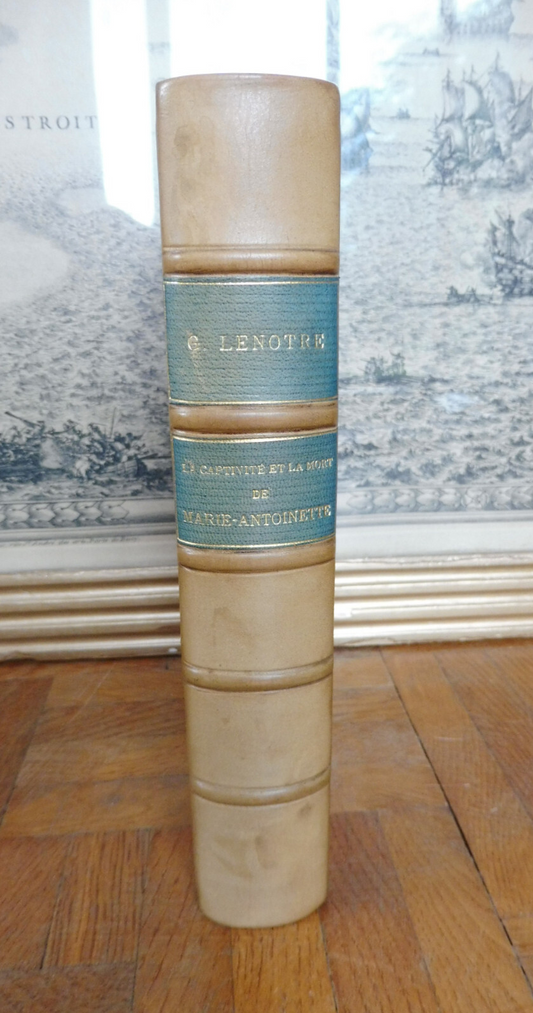 STROIT
G. LENOTRE
LA CAPTIVITÉ ET LA MORT
DE
MARIE-ANTOINETTE